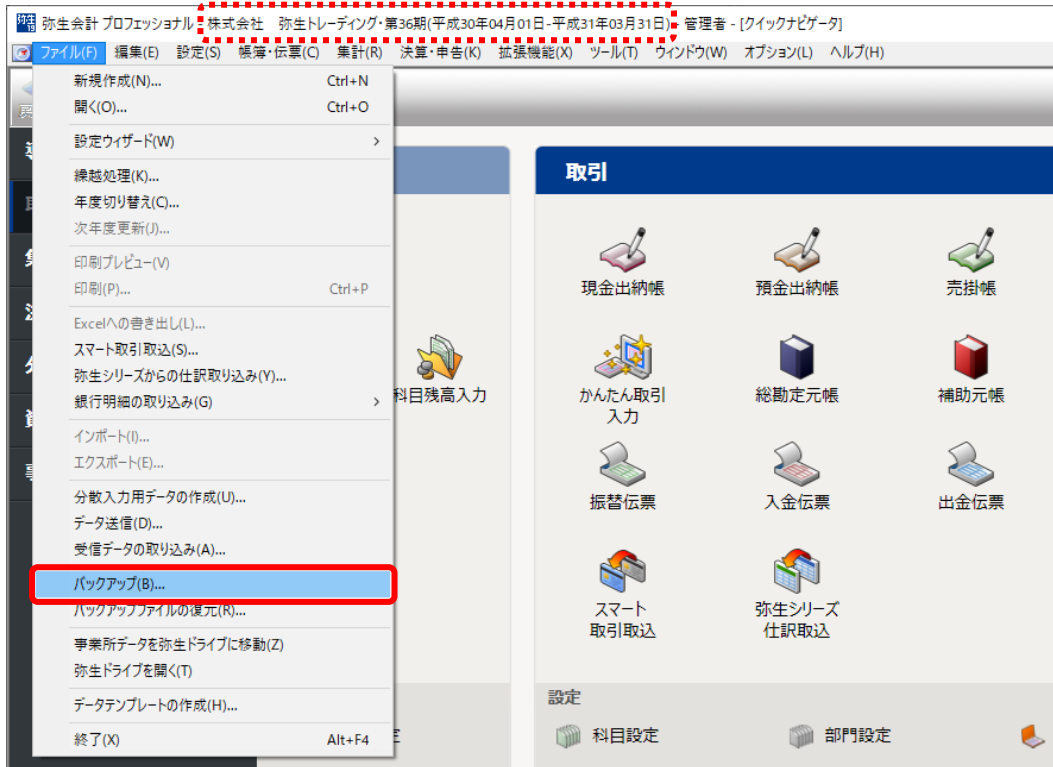 弥生会計 プロフェッショナル - 株式会社　弥生トレーディング・第36期(平成30年04月01日-平成31年03月31日) - 管理者 - [クイックナビゲータ]
ファイル(F) 編集(E) 設定(S) 帳簿・伝票(C) 集計(R) 決算・申告(K) 拡張機能(X) ツール(T) ウィンドウ(W) オプション(L) ヘルプ(H)
新規作成(N)... Ctrl+N
開く(O)... Ctrl+O
設定ウィザード(W) >
繰越処理(K)...
年度切り替え(C)...
次年度更新(J)...
印刷プレビュー(V)
印刷(P)... Ctrl+P
Excelへの書き出し(L)...
スマート取引取込(S)...
弥生シリーズからの仕訳取り込み(Y)...
銀行明細の取り込み(G) >
インポート(I)...
エクスポート(E)...
分散入力用データの作成(U)...
データ送信(D)...
受信データの取り込み(A)...
バックアップ(B)...
バックアップファイルの復元(R)...
事業所データを弥生ドライブに移動(Z)
弥生ドライブを開く(T)
データテンプレートの作成(H)...
終了(X) Alt+F4
科目残高入力
取引
現金出納帳 預金出納帳 売掛帳
かんたん取引 総勘定元帳 補助元帳
入力
振替伝票 入金伝票 出金伝票
スマート 弥生シリーズ
取引取込 仕訳取込
設定
科目設定 部門設定